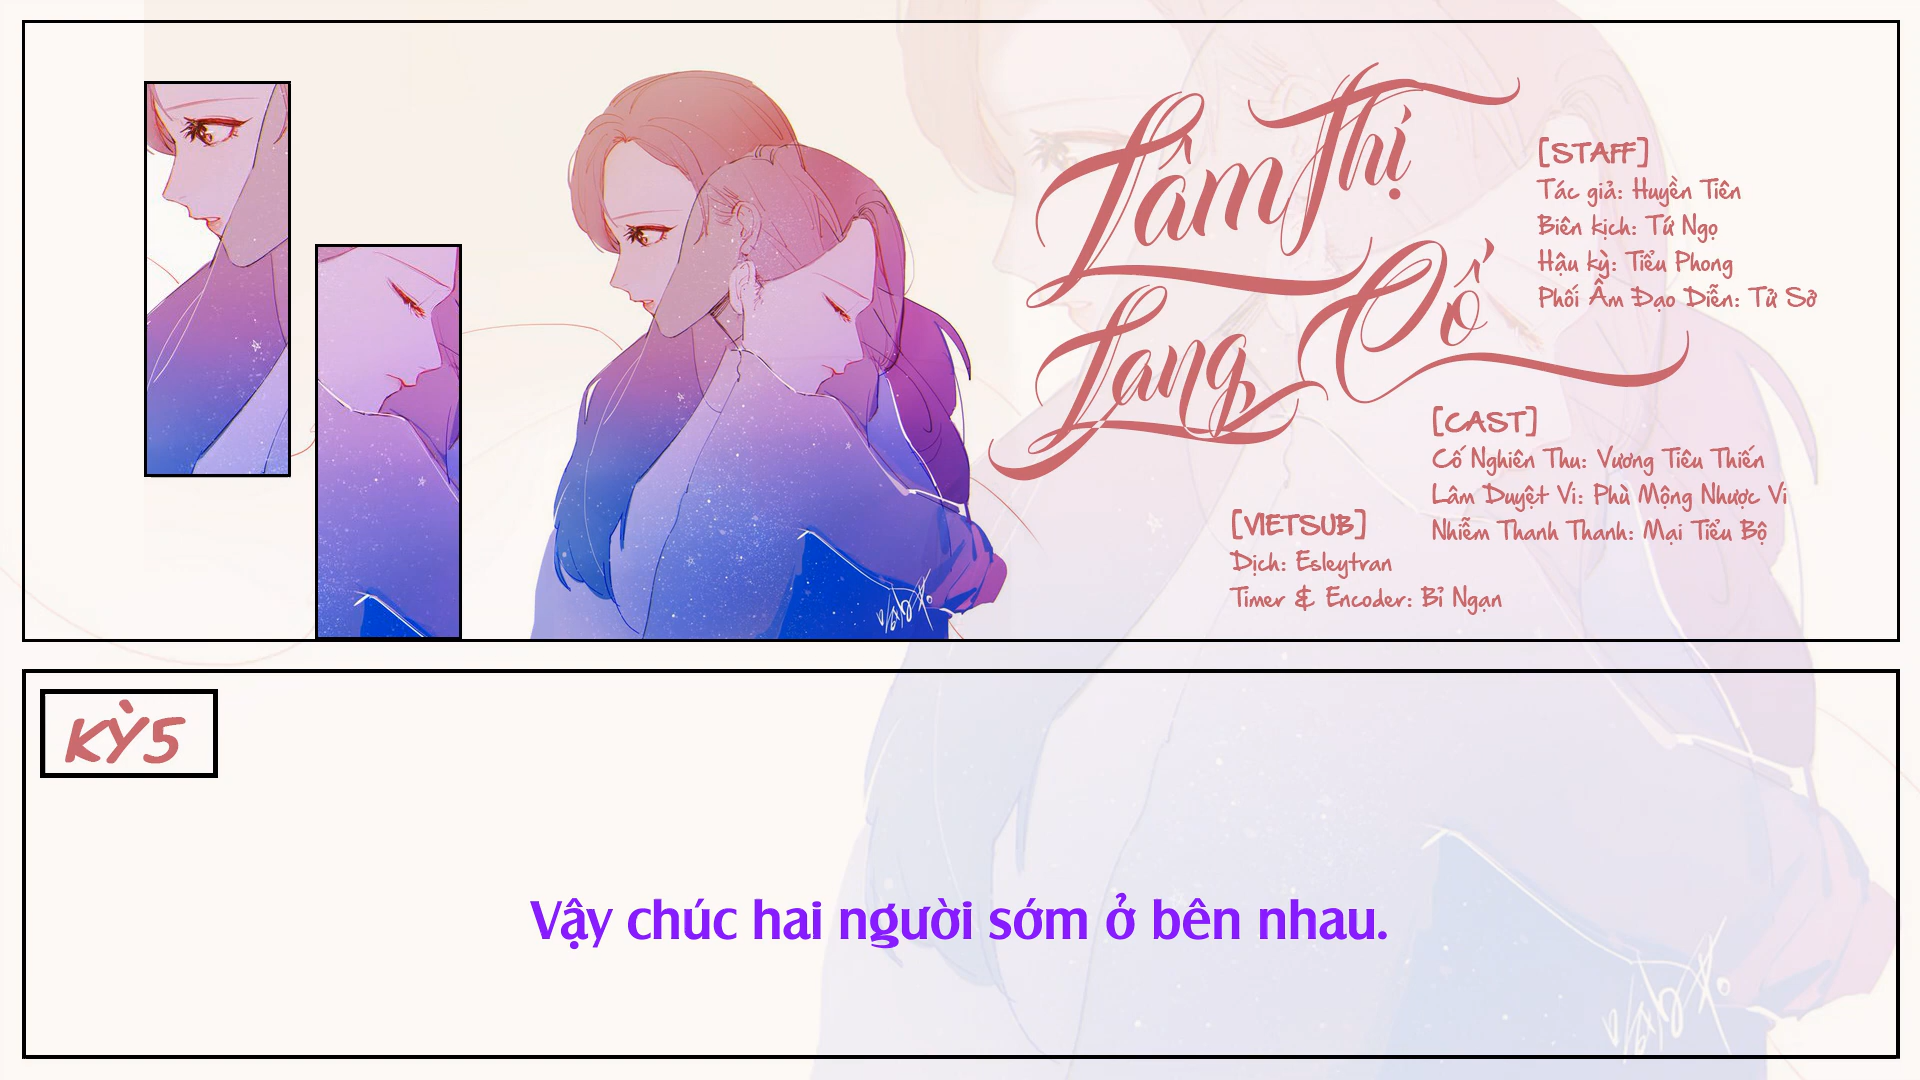 Lâm Thị
Lang Cố
[STAFF]
Tác giả: Huyền Tiên
Biên kịch: Tứ Ngọ
Hậu kỳ: Tiểu Phong
Phối Âm Đạo Diễn: Tử Sở
[CAST]
Cố Nghiên Thu: Vương Tiêu Thiến
Lâm Duyệt Vi: Phù Mộng Nhược Vi
Nhiễm Thanh Thanh: Mại Tiểu Bộ
[VIETSUB]
Dịch: Esleytran
Timer & Encoder: Bỉ Ngạn
KỲ5
Vậy chúc hai người sớm ở bên nhau.